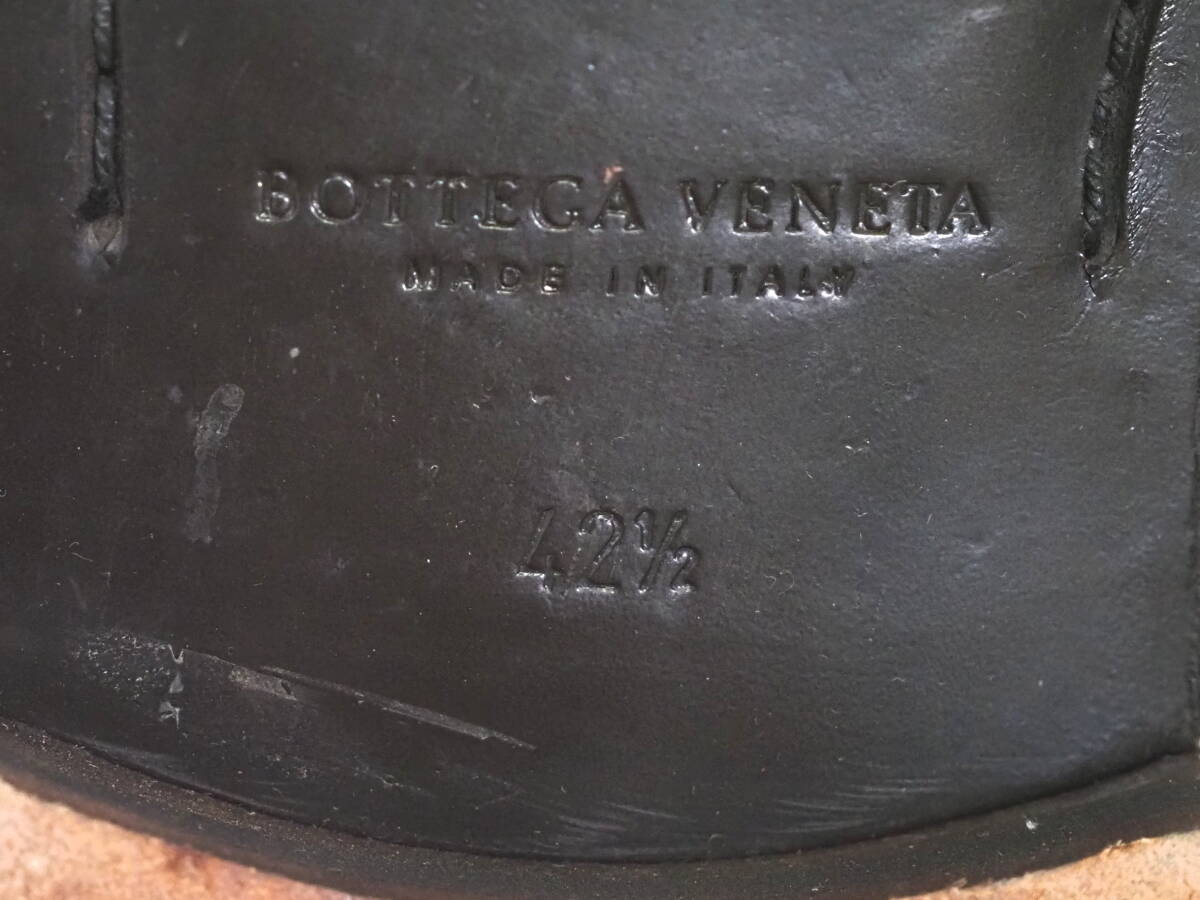 BOTTEGA VENETA
MADE IN ITALY
42½